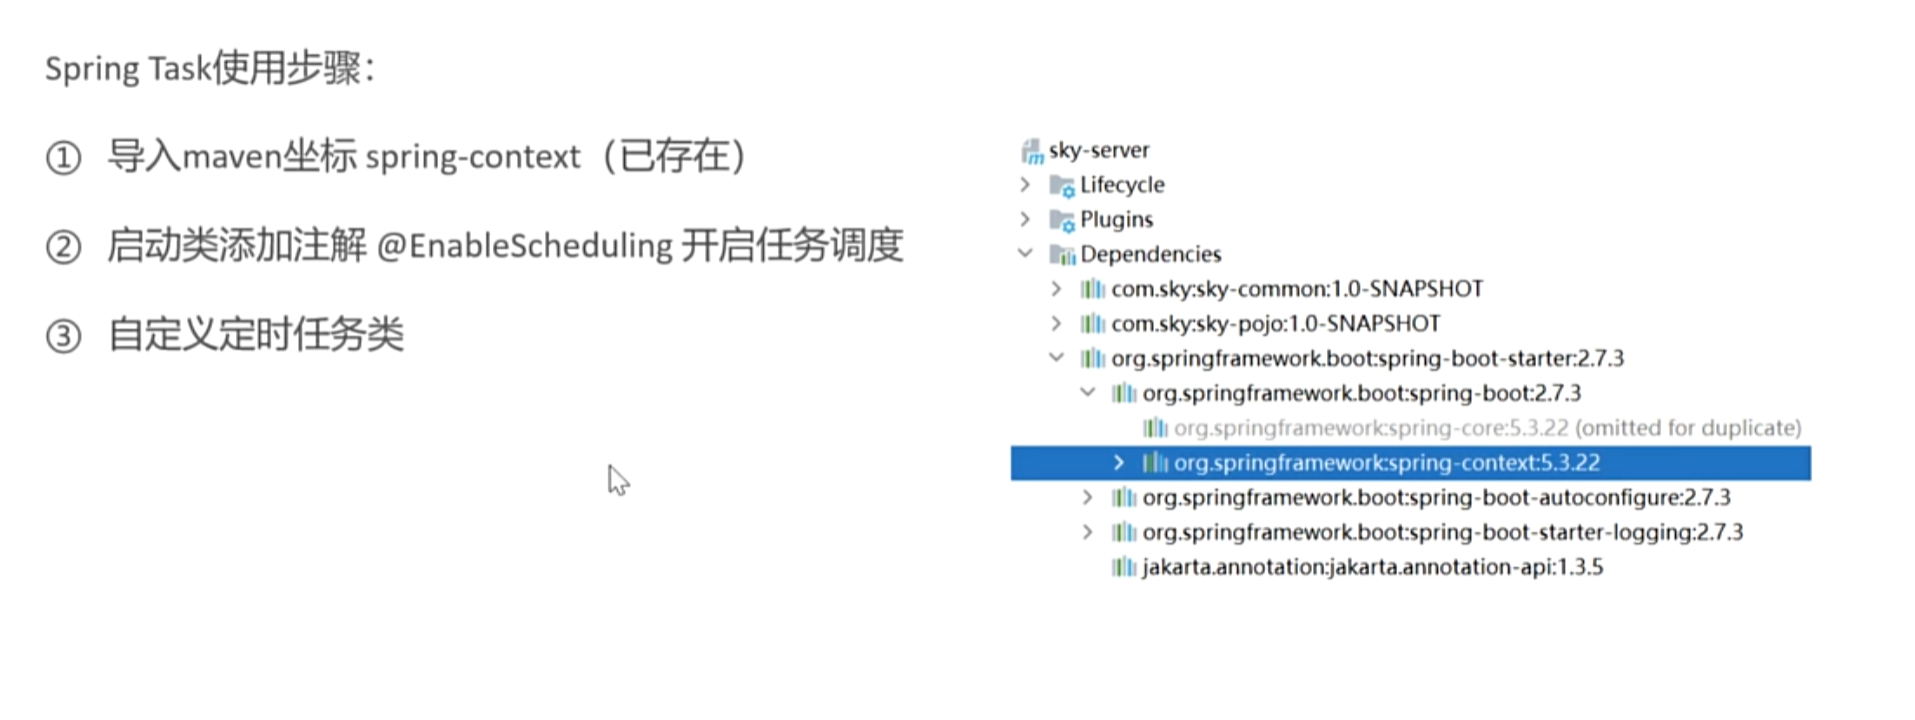 Spring Task使用步骤：
① 导入maven坐标 spring-context（已存在）
② 启动类添加注解 @EnableScheduling 开启任务调度
③ 自定义定时任务类
sky-server
Lifecycle
Plugins
Dependencies
com.sky:sky-common:1.0-SNAPSHOT
com.sky:sky-pojo:1.0-SNAPSHOT
org.springframework.boot:spring-boot-starter:2.7.3
org.springframework.boot:spring-boot:2.7.3
org.springframework:spring-core:5.3.22 (omitted for duplicate)
org.springframework:spring-context:5.3.22
org.springframework.boot:spring-boot-autoconfigure:2.7.3
org.springframework.boot:spring-boot-starter-logging:2.7.3
jakarta.annotation:jakarta.annotation-api:1.3.5